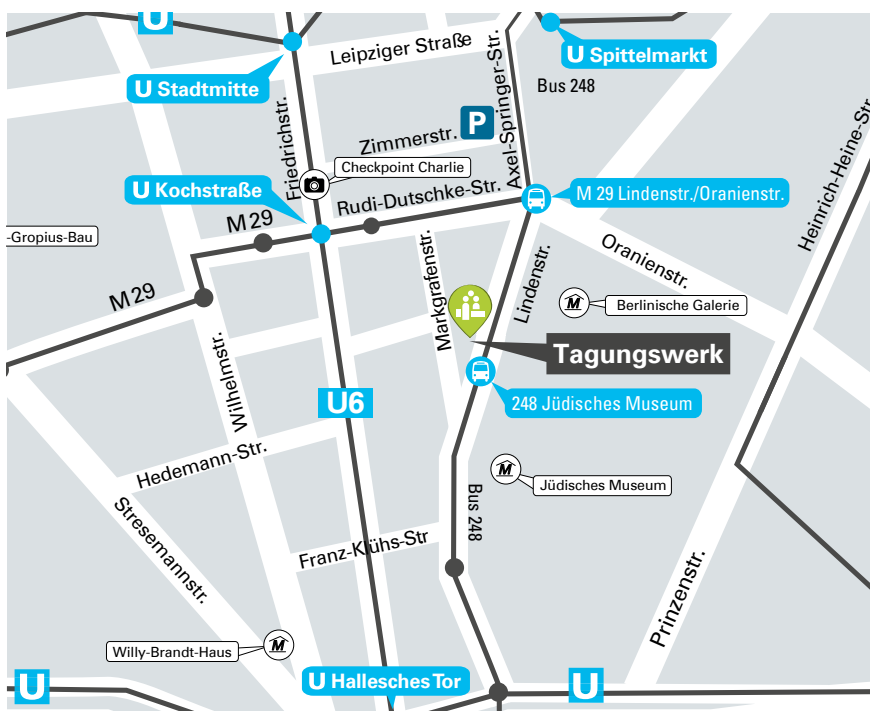 U
Leipziger Straße
U Spittelmarkt
U Stadtmitte
Bus 248
Axel-Springer-Str.
Friedrichstr.
Zimmerstr.
P
Heinrich-Heine-Str.
Checkpoint Charlie
U Kochstraße
Rudi-Dutschke-Str.
M 29 Lindenstr./Oranienstr.
M 29
-Gropius-Bau
Oranienstr.
Markgrafenstr.
Lindenstr.
M 29
M
Berlinische Galerie
Tagungswerk
Wilhelmstr.
U6
248 Jüdisches Museum
Hedemann-Str.
M
Jüdisches Museum
Bus 248
Stresemannstr.
Franz-Klühs-Str
Prinzenstr.
M
Willy-Brandt-Haus
U
U Hallesches Tor
U